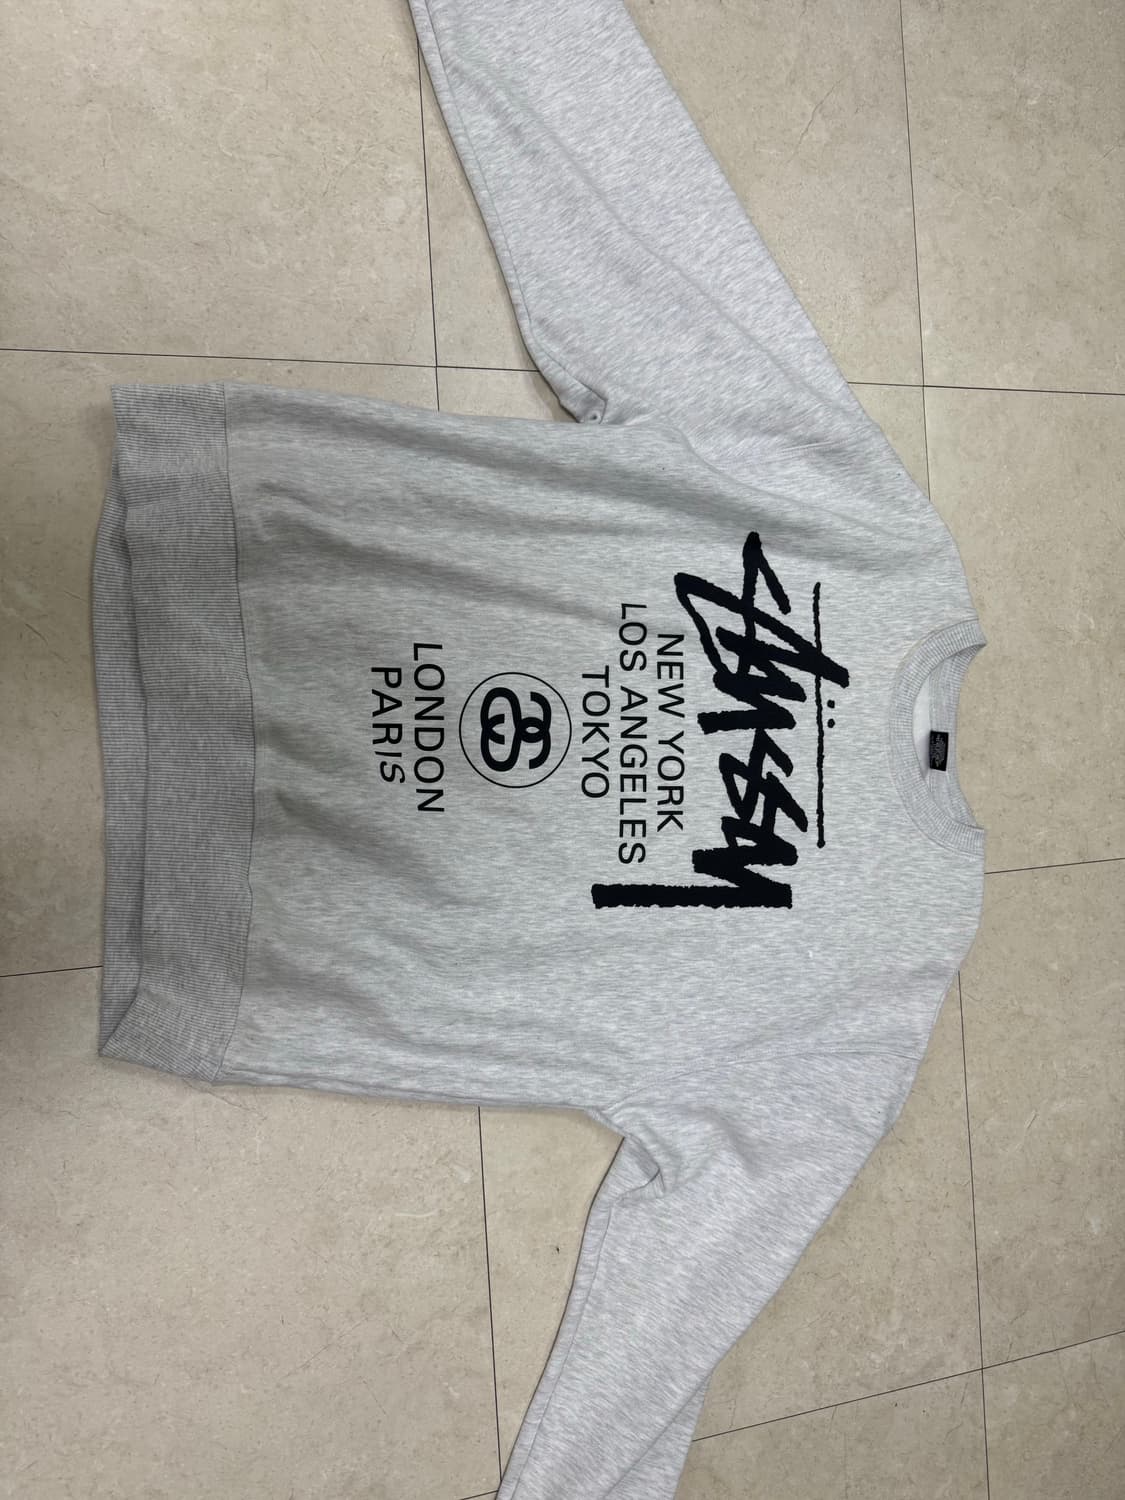 Stüssy
NEW YORK
LOS ANGELES
TOKYO
LONDON
PARIS